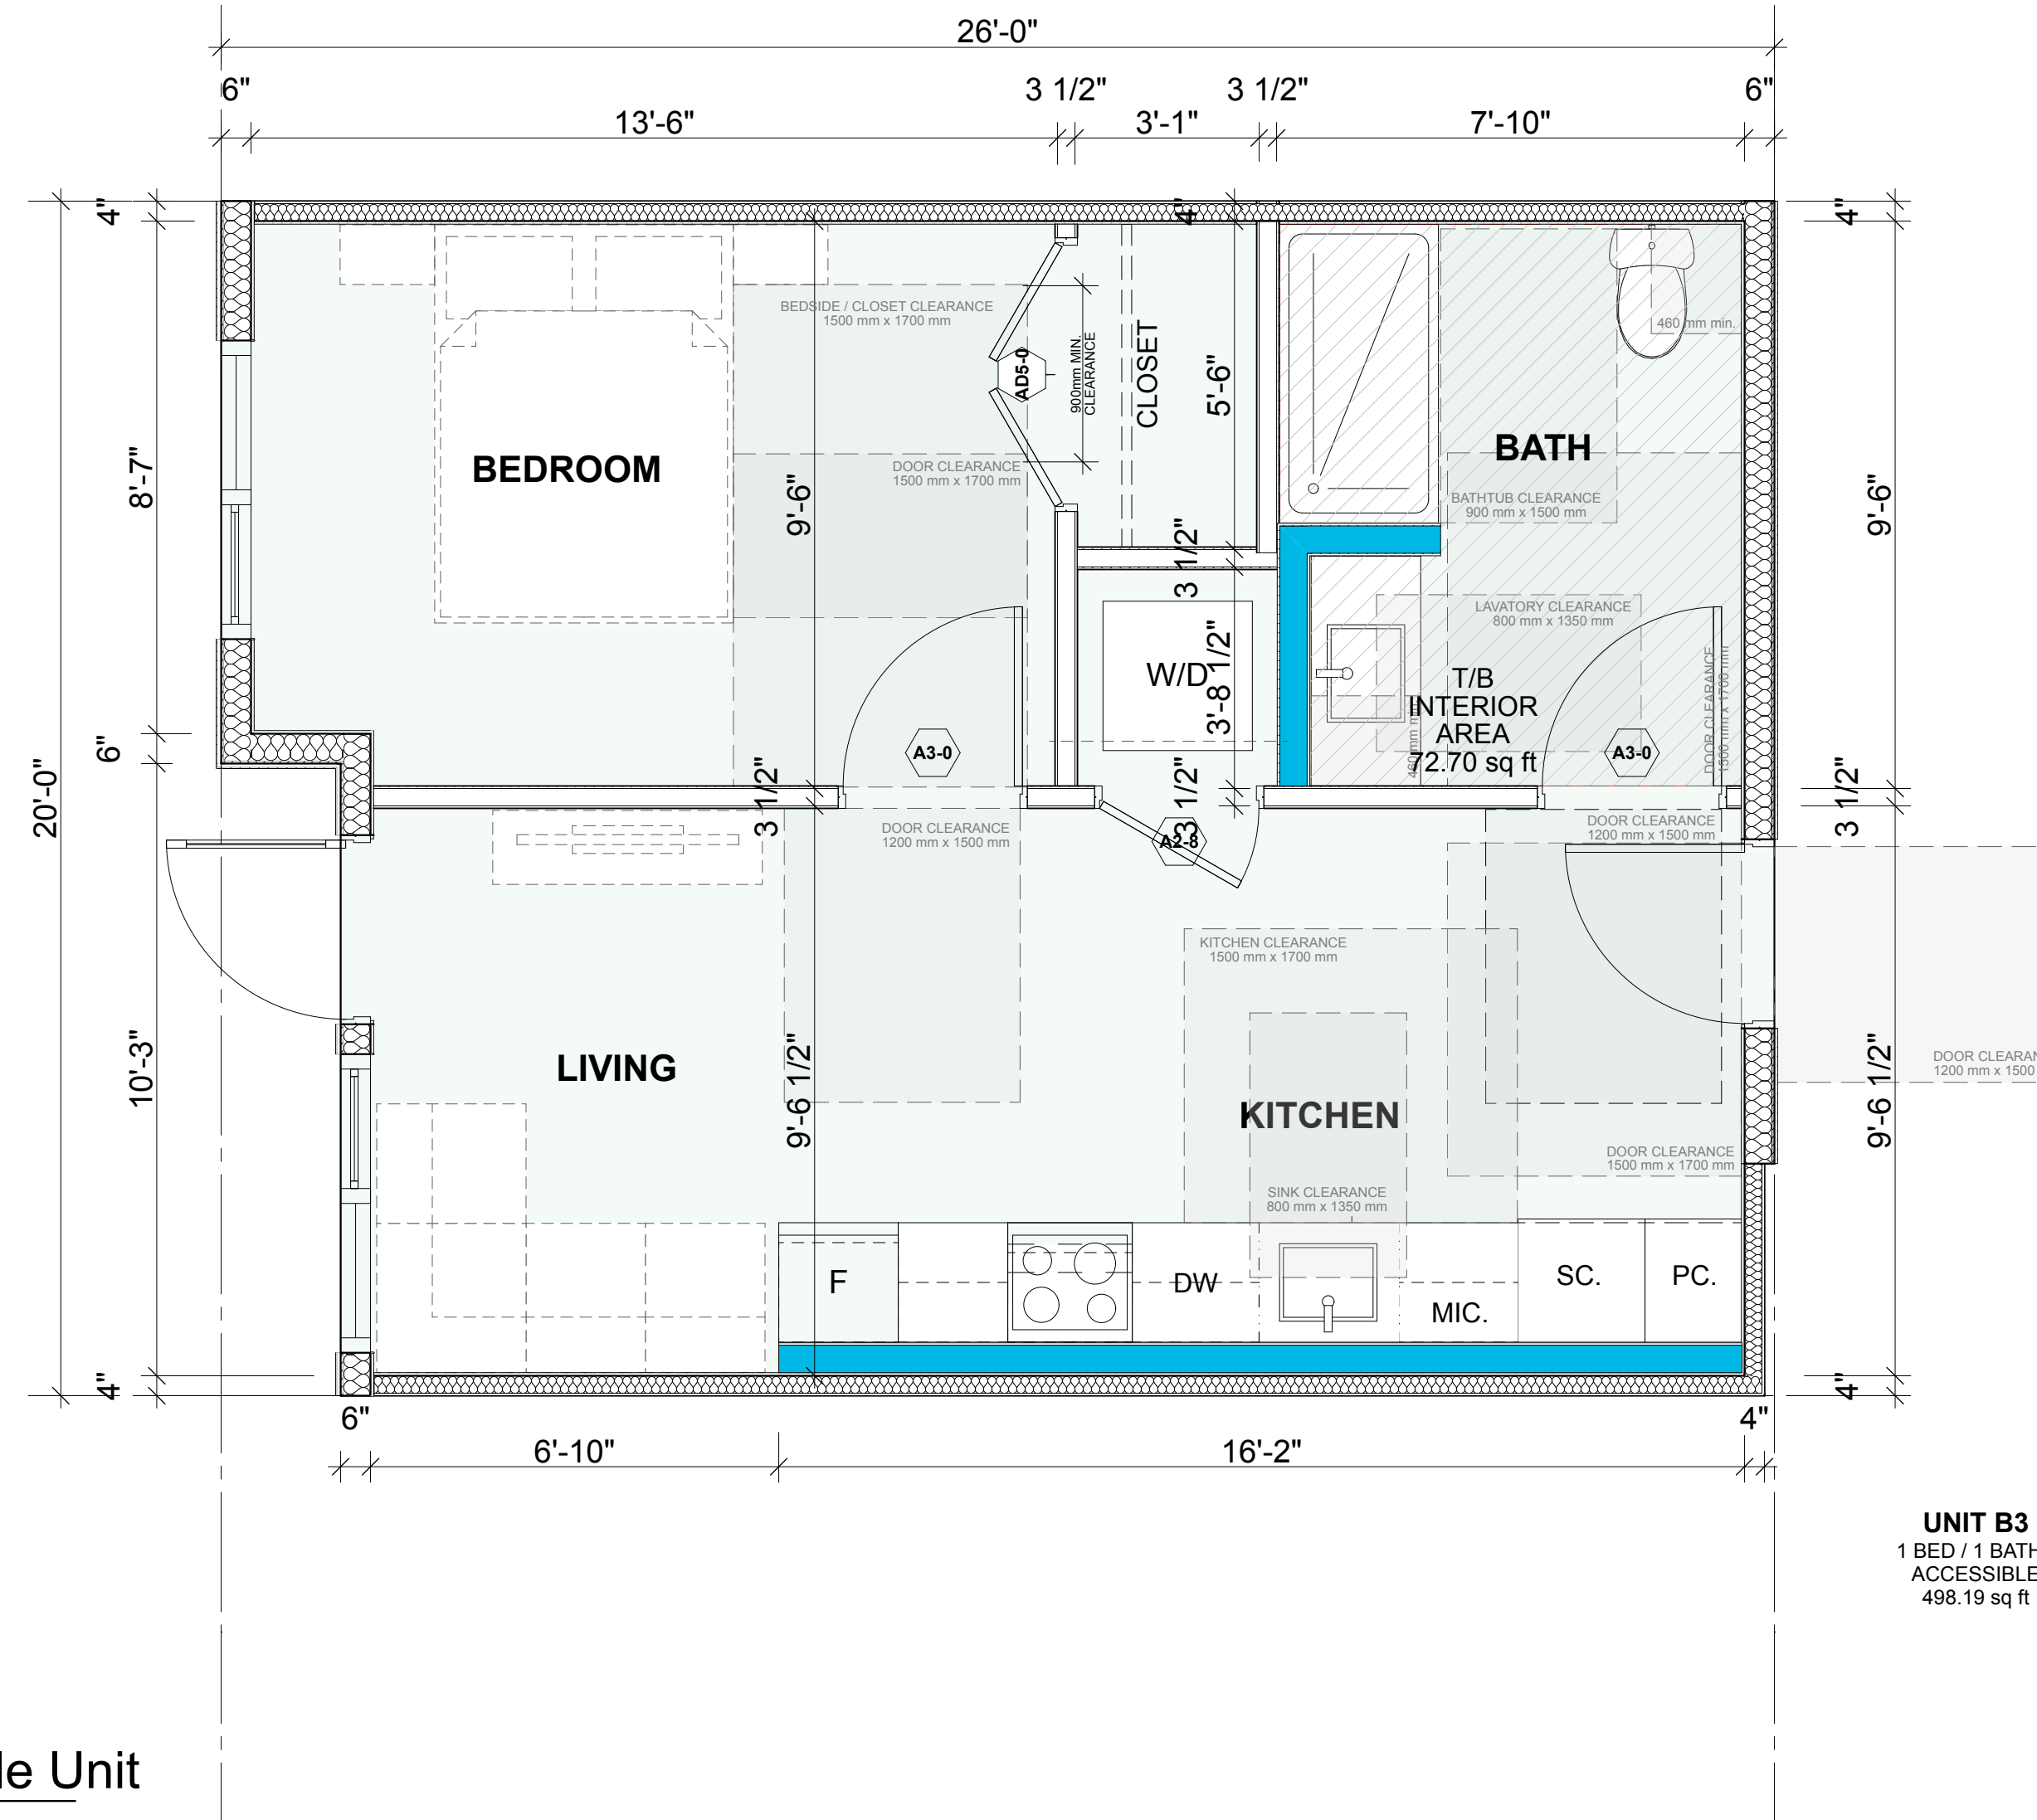 26'-0"
6"
3 1/2"
3 1/2"
6"
13'-6"
3'-1"
7'-10"
4"
4"
4"
BEDSIDE / CLOSET CLEARANCE
1500 mm x 1700 mm
460 mm min.
AD5-0
900mm MIN.
CLEARANCE
CLOSET
5'-6"
BEDROOM
BATH
DOOR CLEARANCE
1500 mm x 1700 mm
8'-7"
9'-6"
9'-6"
BATHTUB CLEARANCE
900 mm x 1500 mm
3 1/2"
LAVATORY CLEARANCE
800 mm x 1350 mm
W/D
3'-8 1/2"
T/B
INTERIOR
AREA
72.70 sq ft
DOOR CLEARANCE
1500 mm x 1700 mm
6"
A3-0
A3-0
20'-0"
3 1/2"
3 1/2"
3 1/2"
A2-8
DOOR CLEARANCE
1200 mm x 1500 mm
DOOR CLEARANCE
1200 mm x 1500 mm
KITCHEN CLEARANCE
1500 mm x 1700 mm
10'-3"
LIVING
9'-6 1/2"
KITCHEN
9'-6 1/2"
DOOR CLEARAN
1200 mm x 1500
DOOR CLEARANCE
1500 mm x 1700 mm
SINK CLEARANCE
800 mm x 1350 mm
F
DW
MIC.
SC.
PC.
4"
4"
6"
4"
6'-10"
16'-2"
UNIT B3
1 BED / 1 BATH
ACCESSIBLE
498.19 sq ft
le Unit